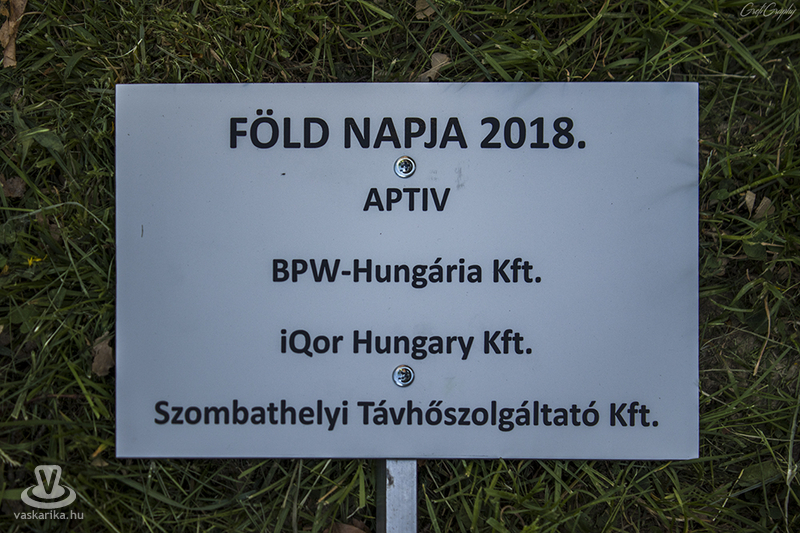 FÖLD NAPJA 2018.
APTIV
BPW-Hungária Kft.
iQor Hungary Kft.
Szombathelyi Távhőszolgáltató Kft.
vaskarika.hu